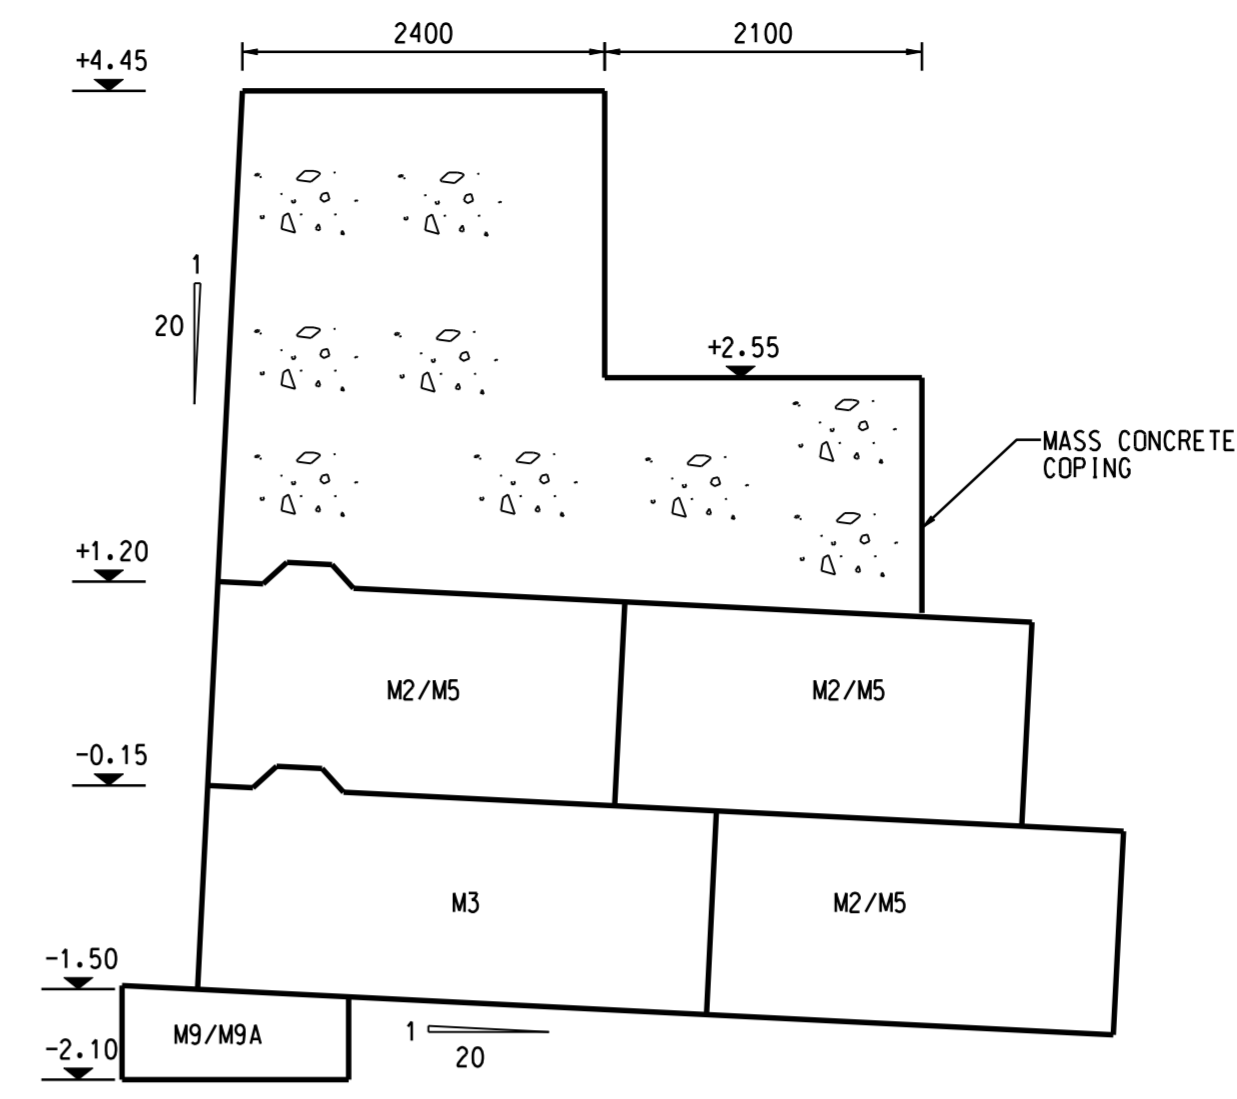 2400
2100
+4.45
1
20
+2.55
MASS CONCRETE
COPING
+1.20
M2/M5
M2/M5
-0.15
M3
M2/M5
-1.50
M9/M9A
1
20
-2.10